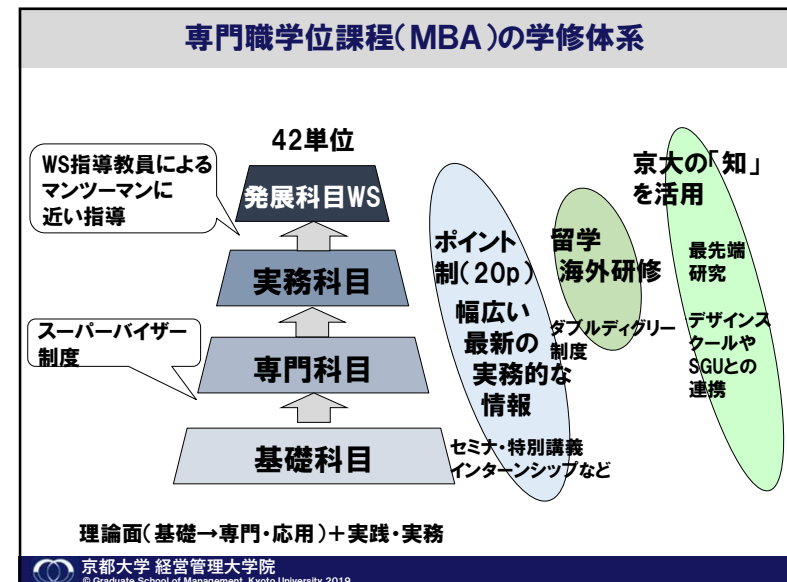 専門職学位課程（MBA）の学修体系
42単位
WS指導教員による
マンツーマンに
近い指導
発展科目WS
実務科目
スーパーバイザー
制度
専門科目
基礎科目
ポイント
制（20p）
幅広い
最新の
実務的な
情報
セミナ・特別講義
インターンシップなど
留学
海外研修
ダブルディグリー
制度
京大の「知」
を活用
最先端
研究
デザインス
クールや
SGUとの
連携
理論面（基礎→専門・応用）＋実践・実務
京都大学 経営管理大学院
© Graduate School of Management, Kyoto University 2019